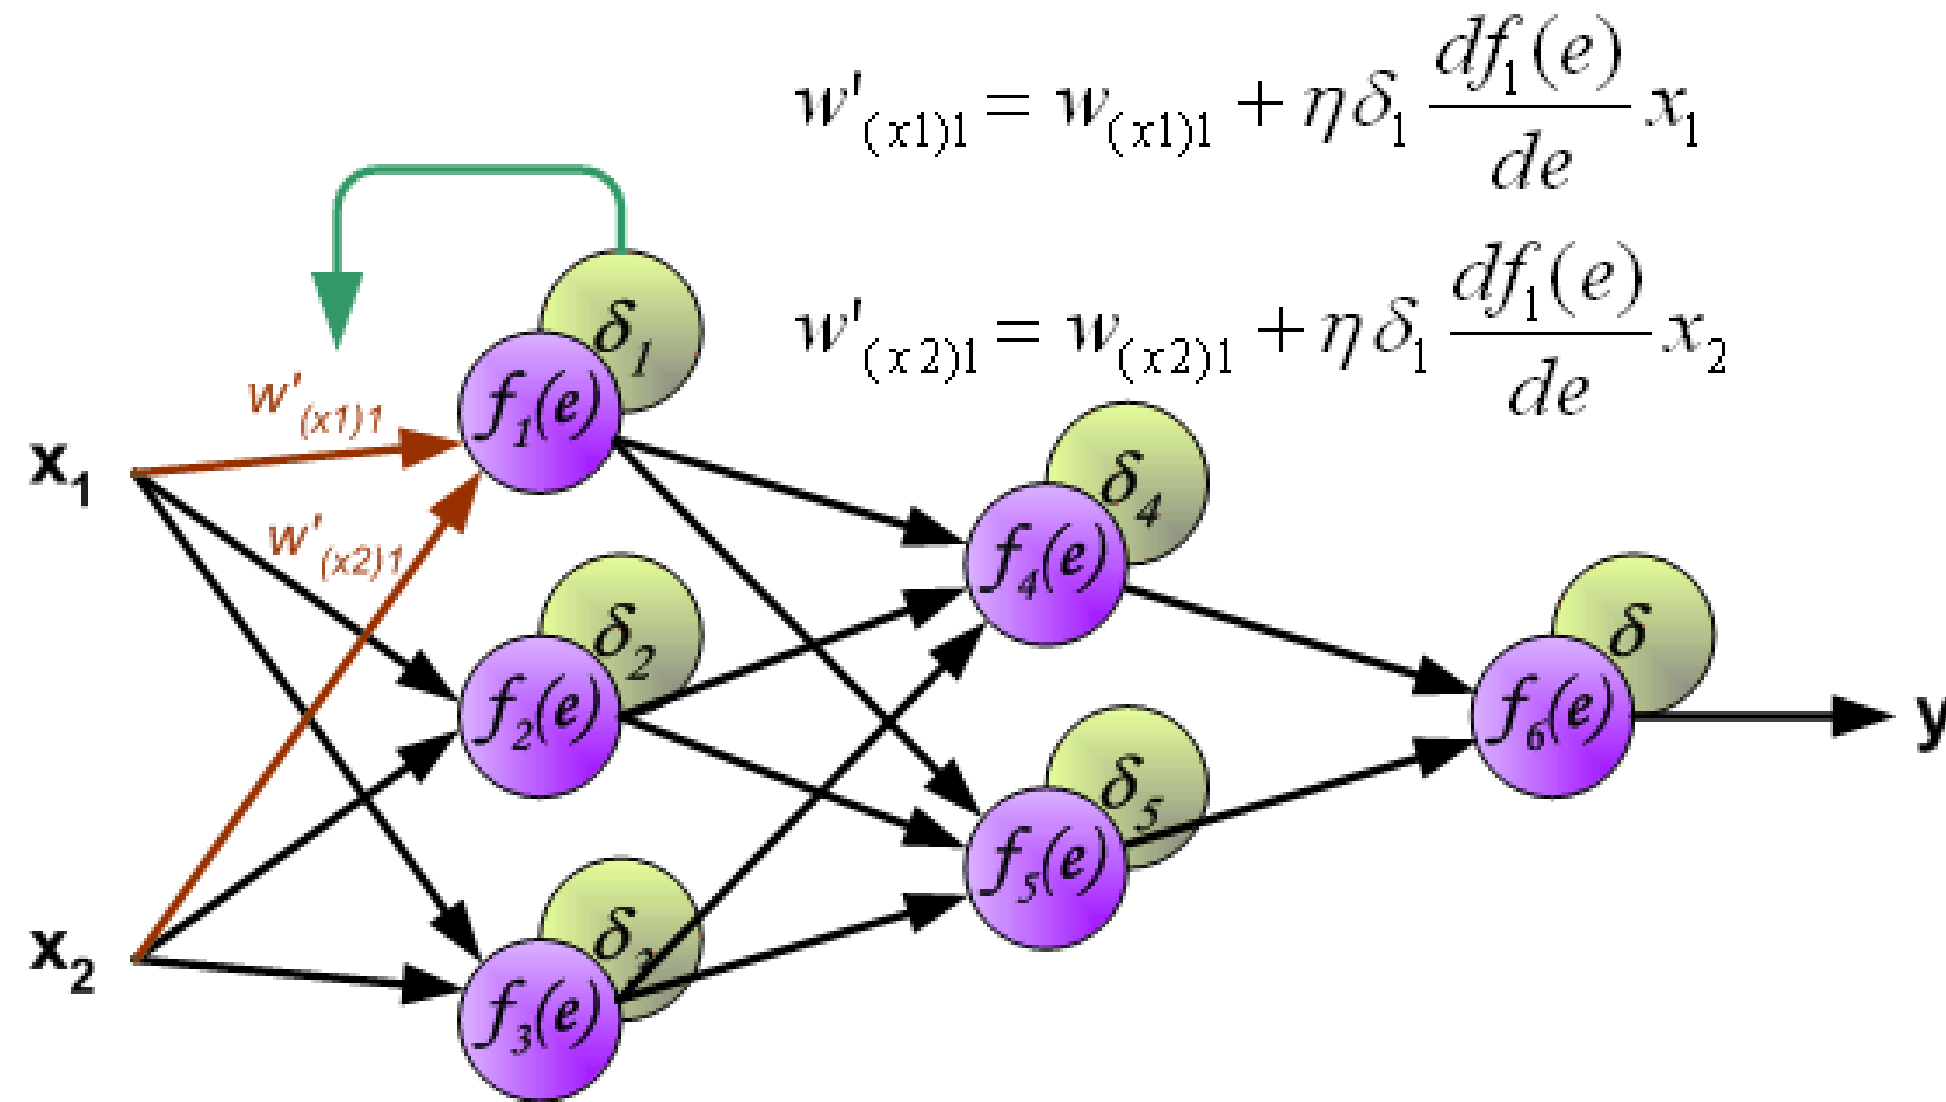 w'(x1)1 = w(x1)1 + ηδ1 df1(e)/de x1
w'(x2)1 = w(x2)1 + ηδ1 df1(e)/de x2
δ1
f1(e)
w'(x1)1
x1
w'(x2)1
δ4
f4(e)
δ2
f2(e)
δ
f6(e)
y
δ5
f5(e)
x2
δ
f3(e)